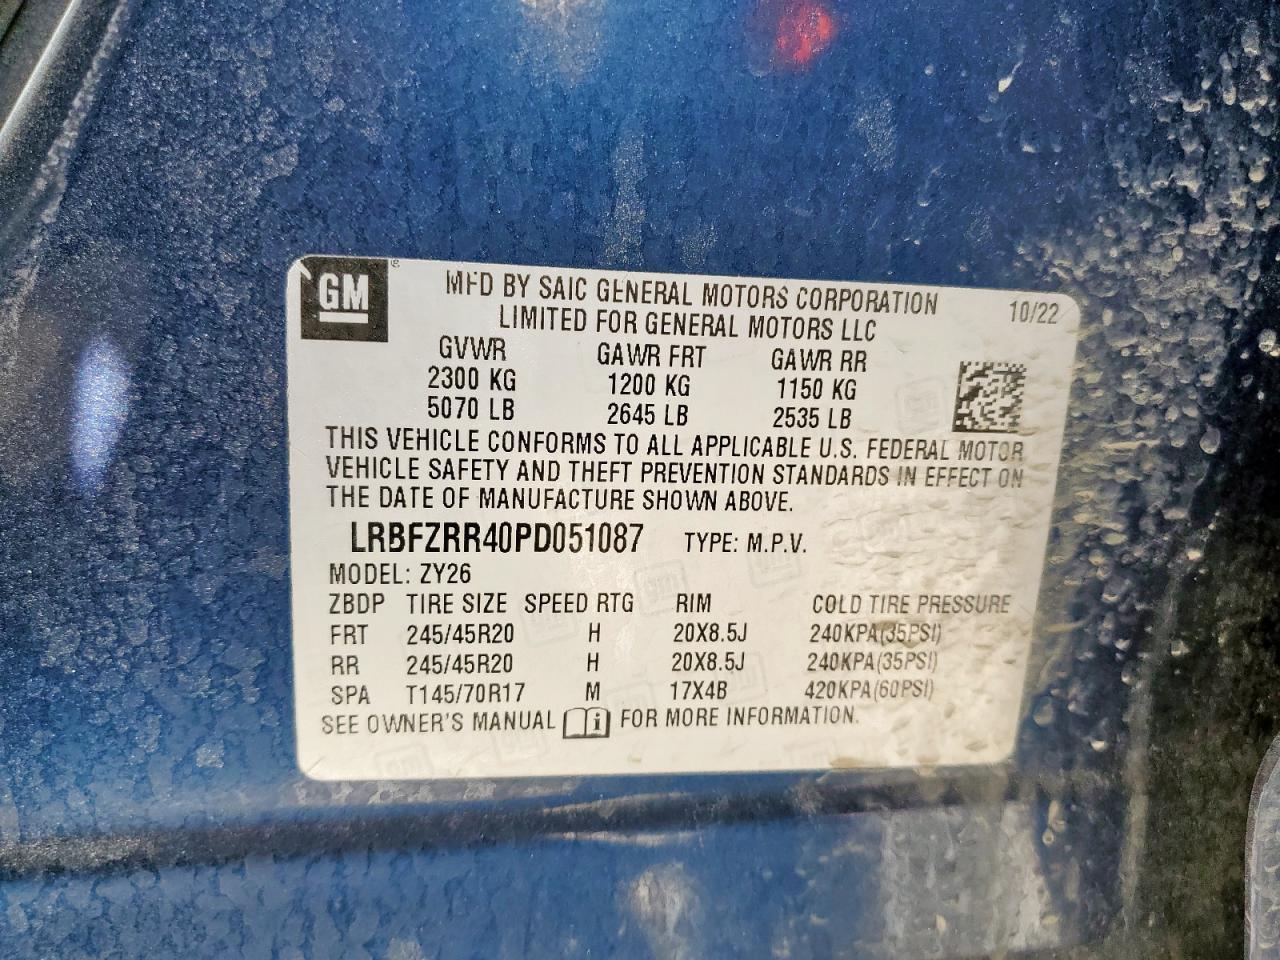 GM
MFD BY SAIC GENERAL MOTORS CORPORATION
LIMITED FOR GENERAL MOTORS LLC
10/22
GVWR GAWR FRT GAWR RR
2300 KG 1200 KG 1150 KG
5070 LB 2645 LB 2535 LB
THIS VEHICLE CONFORMS TO ALL APPLICABLE U.S. FEDERAL MOTOR
VEHICLE SAFETY AND THEFT PREVENTION STANDARDS IN EFFECT ON
THE DATE OF MANUFACTURE SHOWN ABOVE.
LRBFZRR40PD051087 TYPE: M.P.V.
MODEL: ZY26
ZBDP TIRE SIZE SPEED RTG RIM COLD TIRE PRESSURE
FRT 245/45R20 H 20X8.5J 240KPA(35PSI)
RR 245/45R20 H 20X8.5J 240KPA(35PSI)
SPA T145/70R17 M 17X4B 420KPA(60PSI)
SEE OWNER'S MANUAL FOR MORE INFORMATION.